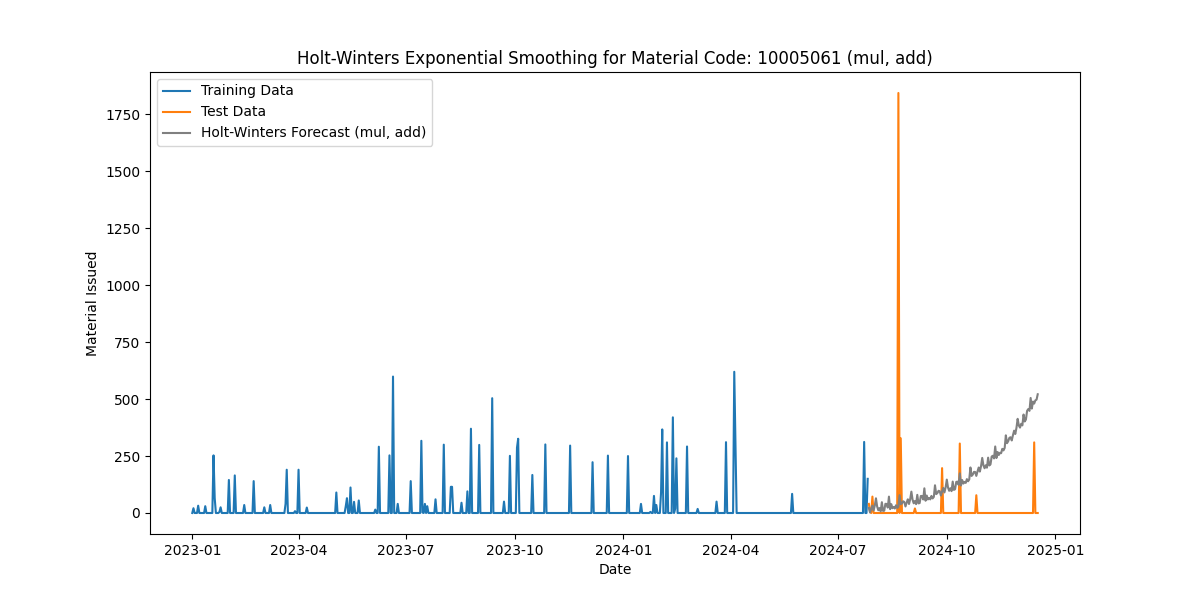 Holt-Winters Exponential Smoothing for Material Code: 10005061 (mul, add)
Training Data
Test Data
Holt-Winters Forecast (mul, add)
1750
1500
1250
1000
750
500
250
0
Material Issued
2023-01 2023-04 2023-07 2023-10 2024-01 2024-04 2024-07 2024-10 2025-01
Date